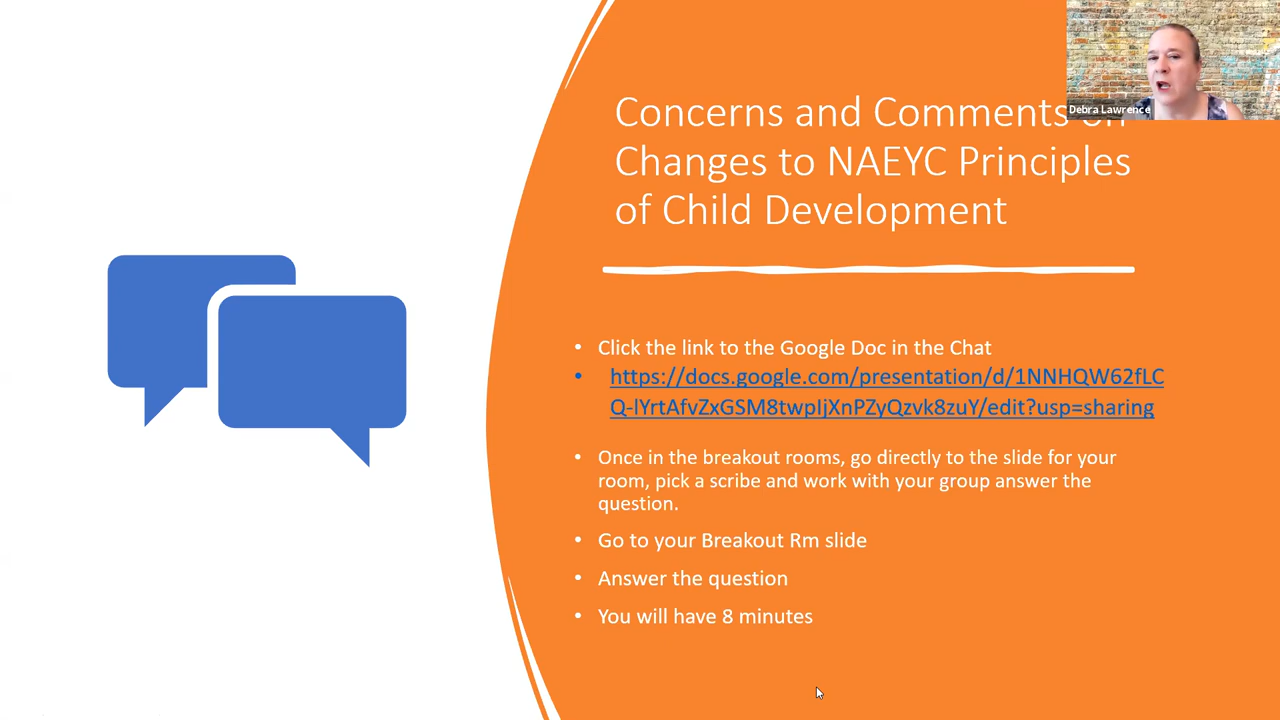 Debra Lawrence
Concerns and Comments on
Changes to NAEYC Principles
of Child Development
• Click the link to the Google Doc in the Chat
• https://docs.google.com/presentation/d/1NNHQW62fLC
Q-lYrtAfvZxGSM8twpIjXnPZyQzvk8zuY/edit?usp=sharing
• Once in the breakout rooms, go directly to the slide for your
room, pick a scribe and work with your group answer the
question.
• Go to your Breakout Rm slide
• Answer the question
• You will have 8 minutes